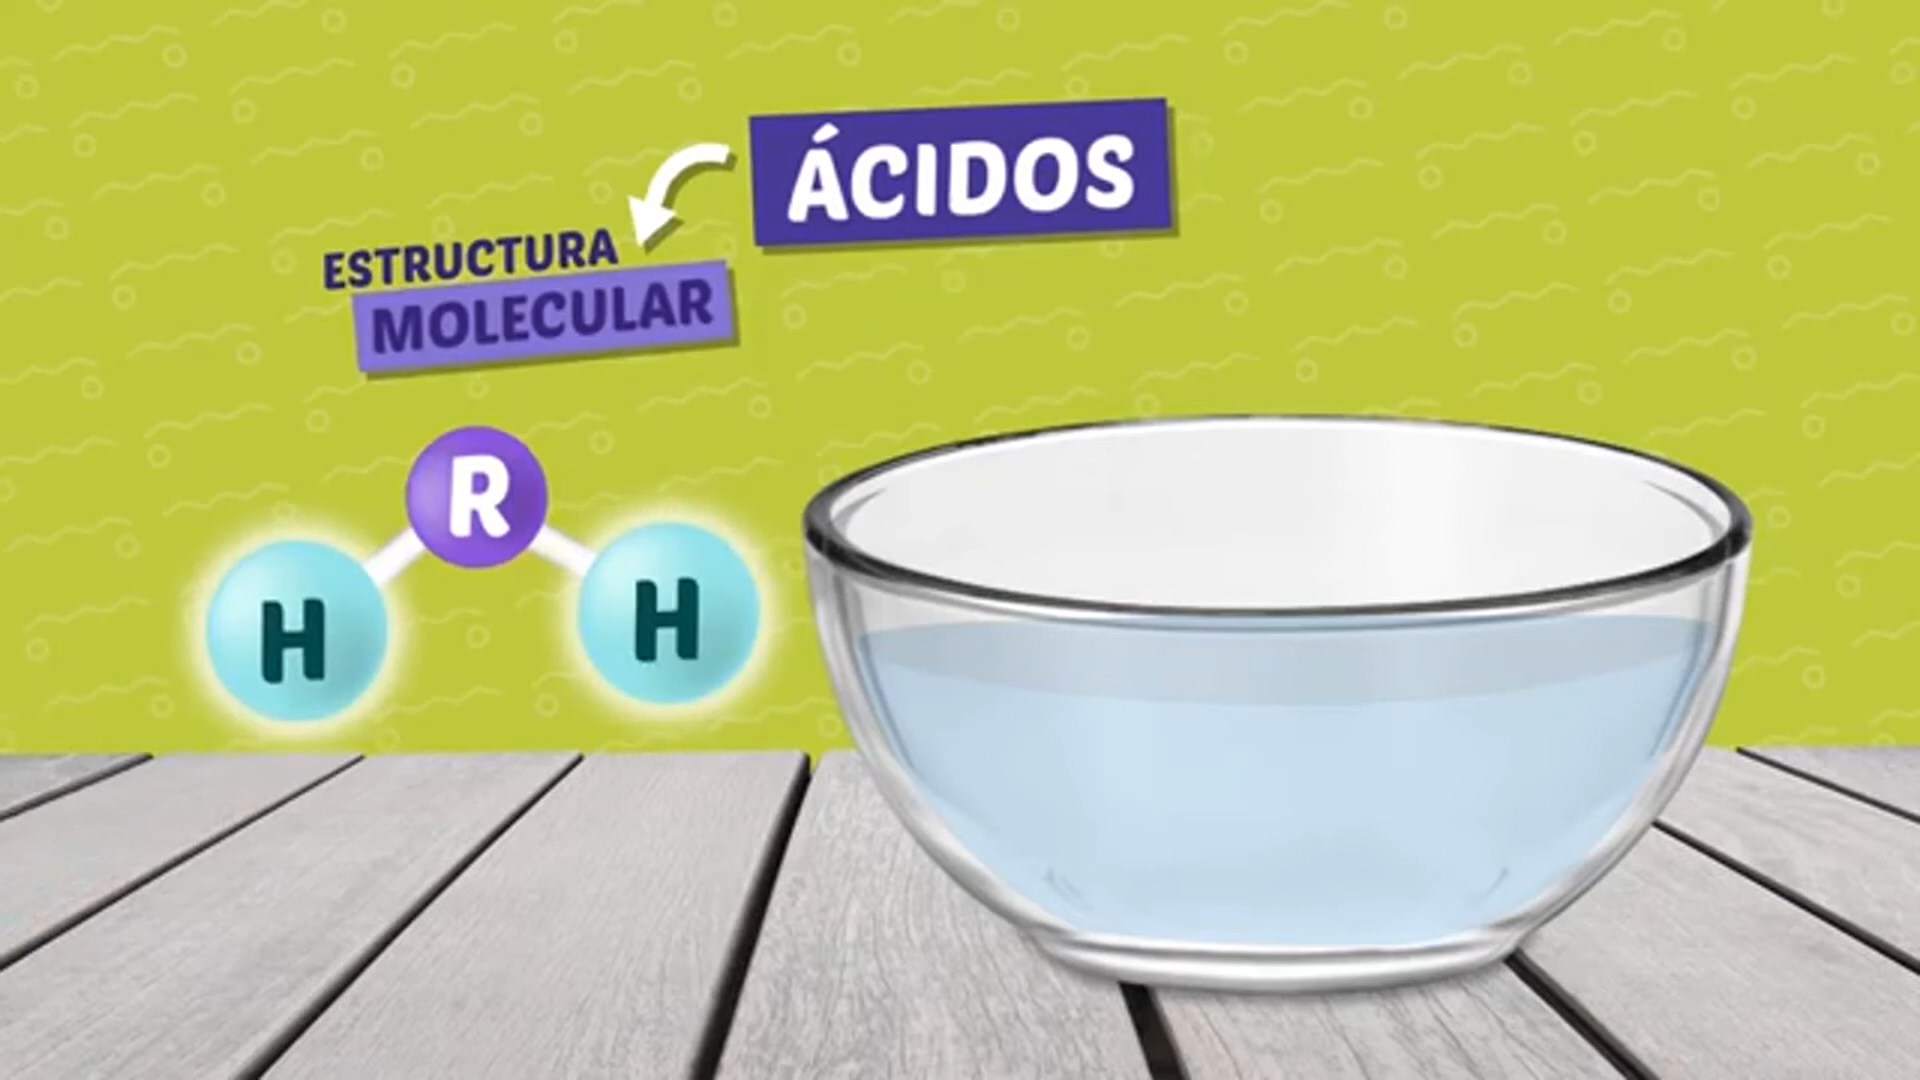 ÁCIDOS
ESTRUCTURA
MOLECULAR
R
H
H